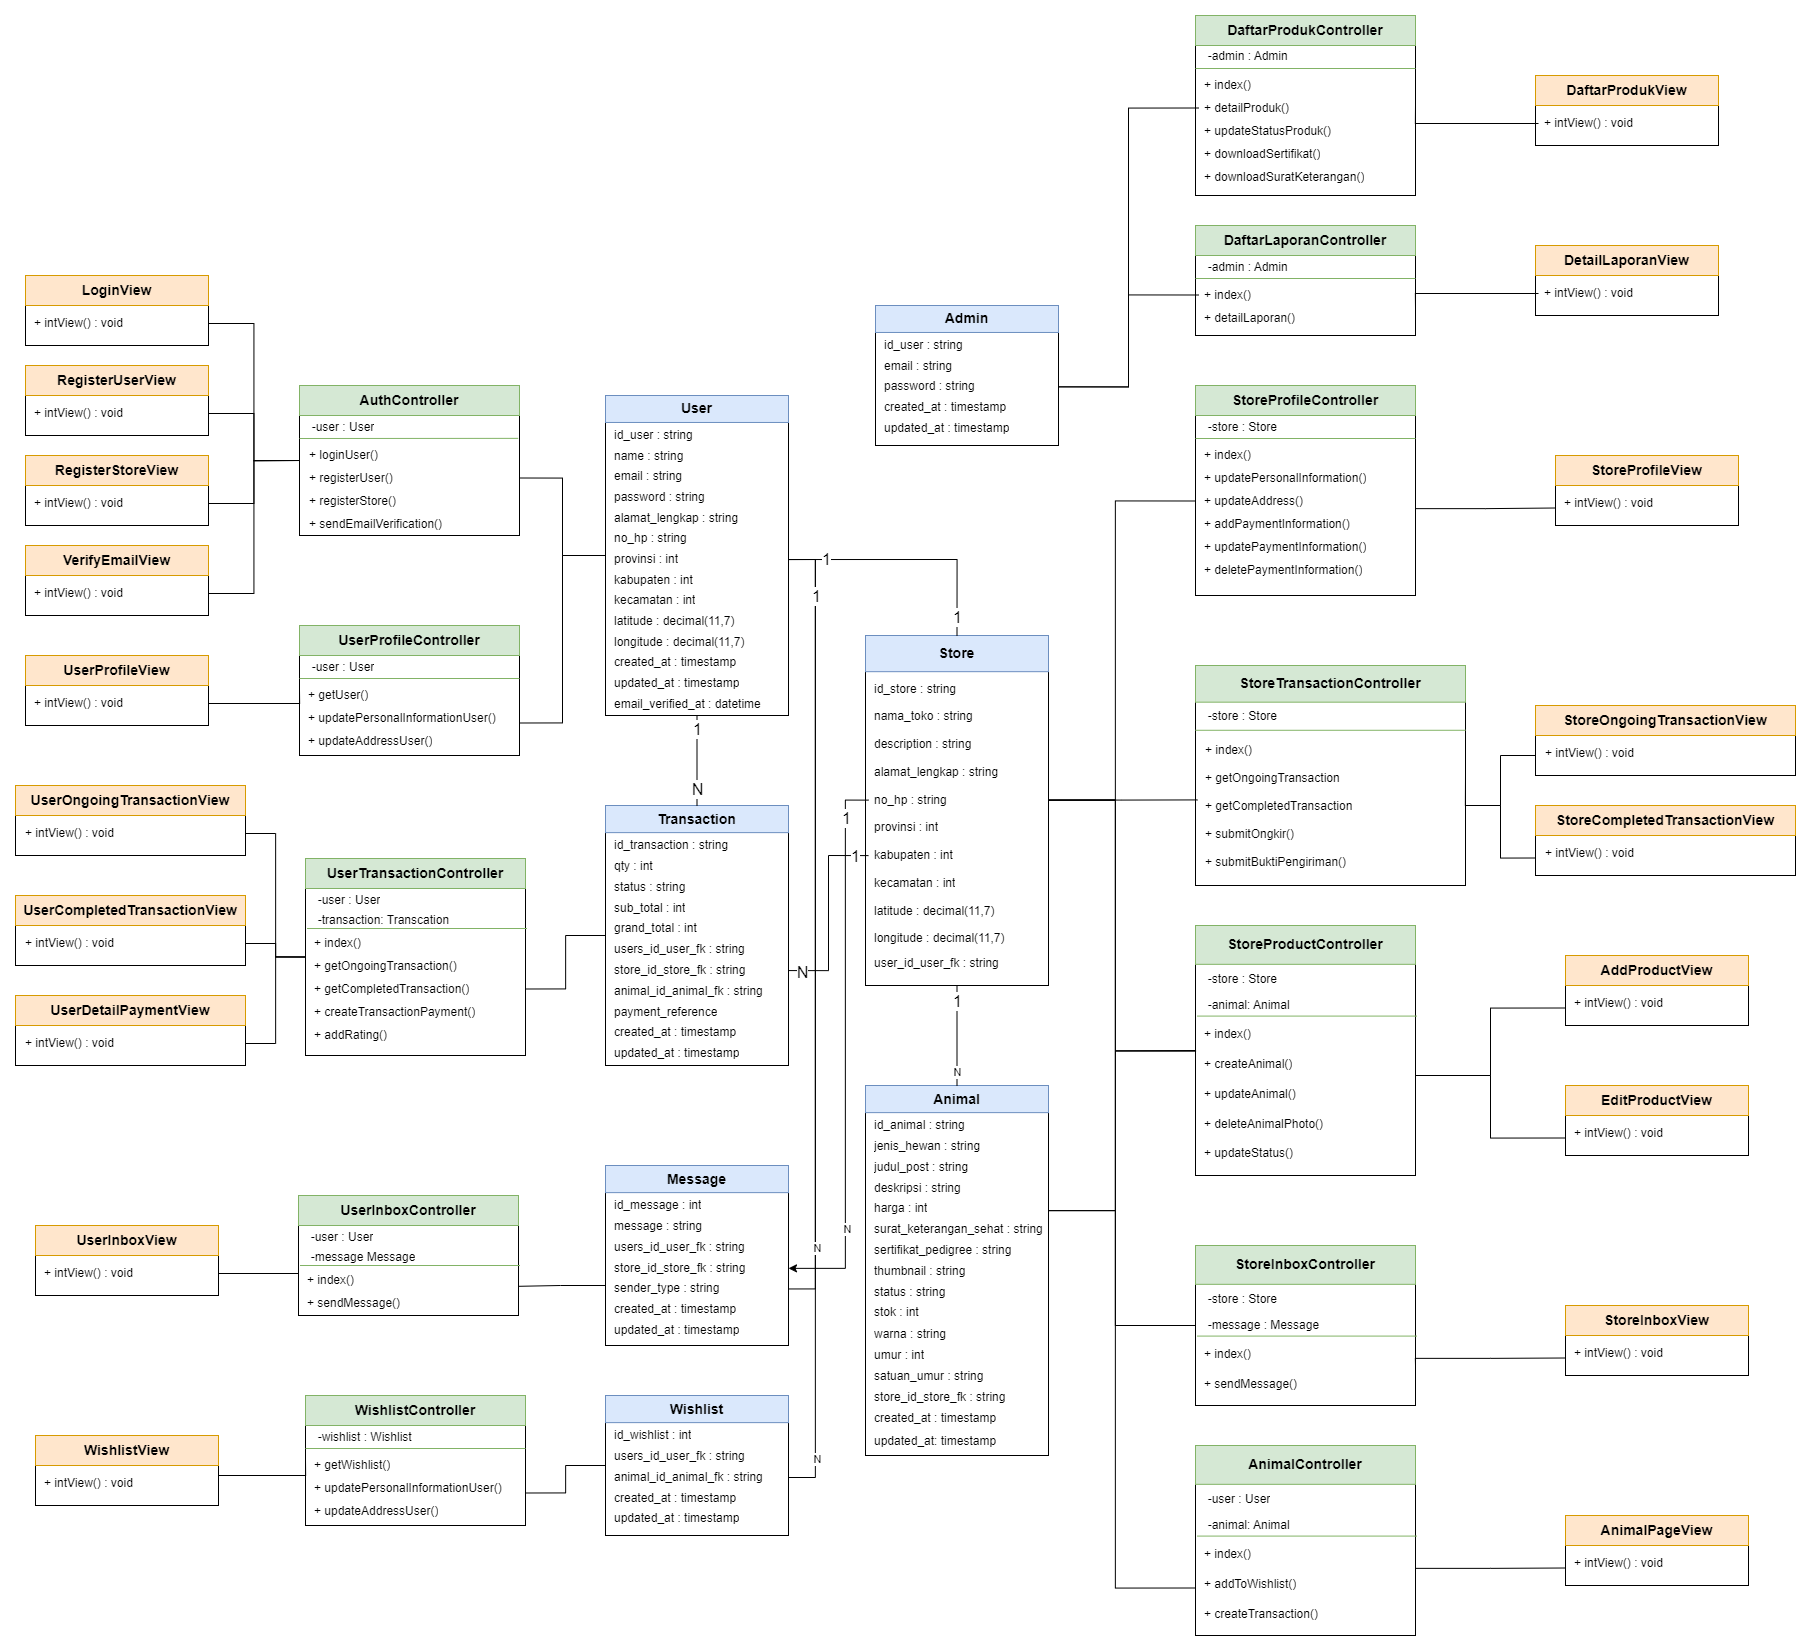 DaftarProdukController
-admin : Admin
+ index()
+ detailProduk()
+ updateStatusProduk()
+ downloadSertifikat()
+ downloadSuratKeterangan()
DaftarProdukView
+ intView() : void
DaftarLaporanController
-admin : Admin
+ index()
+ detailLaporan()
DetailLaporanView
+ intView() : void
LoginView
+ intView() : void
RegisterUserView
+ intView() : void
RegisterStoreView
+ intView() : void
VerifyEmailView
+ intView() : void
UserProfileView
+ intView() : void
AuthController
-user : User
+ loginUser()
+ registerUser()
+ registerStore()
+ sendEmailVerification()
UserProfileController
-user : User
+ getUser()
+ updatePersonalInformationUser()
+ updateAddressUser()
User
id_user : string
name : string
email : string
password : string
alamat_lengkap : string
no_hp : string
provinsi : int
kabupaten : int
kecamatan : int
latitude : decimal(11,7)
longitude : decimal(11,7)
created_at : timestamp
updated_at : timestamp
email_verified_at : datetime
Admin
id_user : string
email : string
password : string
created_at : timestamp
updated_at : timestamp
StoreProfileController
-store : Store
+ index()
+ updatePersonalInformation()
+ updateAddress()
+ addPaymentInformation()
+ updatePaymentInformation()
+ deletePaymentInformation()
StoreProfileView
+ intView() : void
1
1
1
1
N
Store
id_store : string
nama_toko : string
description : string
alamat_lengkap : string
no_hp : string
provinsi : int
kabupaten : int
kecamatan : int
latitude : decimal(11,7)
longitude : decimal(11,7)
user_id_user_fk : string
1
1
N
1
N
StoreTransactionController
-store : Store
+ index()
+ getOngoingTransaction
+ getCompletedTransaction
+ submitOngkir()
+ submitBuktiPengiriman()
StoreOngoingTransactionView
+ intView() : void
StoreCompletedTransactionView
+ intView() : void
UserOngoingTransactionView
+ intView() : void
UserCompletedTransactionView
+ intView() : void
UserDetailPaymentView
+ intView() : void
UserTransactionController
-user : User
-transaction: Transcation
+ index()
+ getOngoingTransaction()
+ getCompletedTransaction()
+ createTransactionPayment()
+ addRating()
Transaction
id_transaction : string
qty : int
status : string
sub_total : int
grand_total : int
users_id_user_fk : string
store_id_store_fk : string
animal_id_animal_fk : string
payment_reference
created_at : timestamp
updated_at : timestamp
StoreProductController
-store : Store
-animal: Animal
+ index()
+ createAnimal()
+ updateAnimal()
+ deleteAnimalPhoto()
+ updateStatus()
AddProductView
+ intView() : void
EditProductView
+ intView() : void
Animal
id_animal : string
jenis_hewan : string
judul_post : string
deskripsi : string
harga : int
surat_keterangan_sehat : string
sertifikat_pedigree : string
thumbnail : string
status : string
stok : int
warna : string
umur : int
satuan_umur : string
store_id_store_fk : string
created_at : timestamp
updated_at: timestamp
UserInboxView
+ intView() : void
UserInboxController
-user : User
-message Message
+ index()
+ sendMessage()
Message
id_message : int
message : string
users_id_user_fk : string
store_id_store_fk : string
sender_type : string
created_at : timestamp
updated_at : timestamp
N
N
N
StoreInboxController
-store : Store
-message : Message
+ index()
+ sendMessage()
StoreInboxView
+ intView() : void
WishlistView
+ intView() : void
WishlistController
-wishlist : Wishlist
+ getWishlist()
+ updatePersonalInformationUser()
+ updateAddressUser()
Wishlist
id_wishlist : int
users_id_user_fk : string
animal_id_animal_fk : string
created_at : timestamp
updated_at : timestamp
AnimalController
-user : User
-animal: Animal
+ index()
+ addToWishlist()
+ createTransaction()
AnimalPageView
+ intView() : void